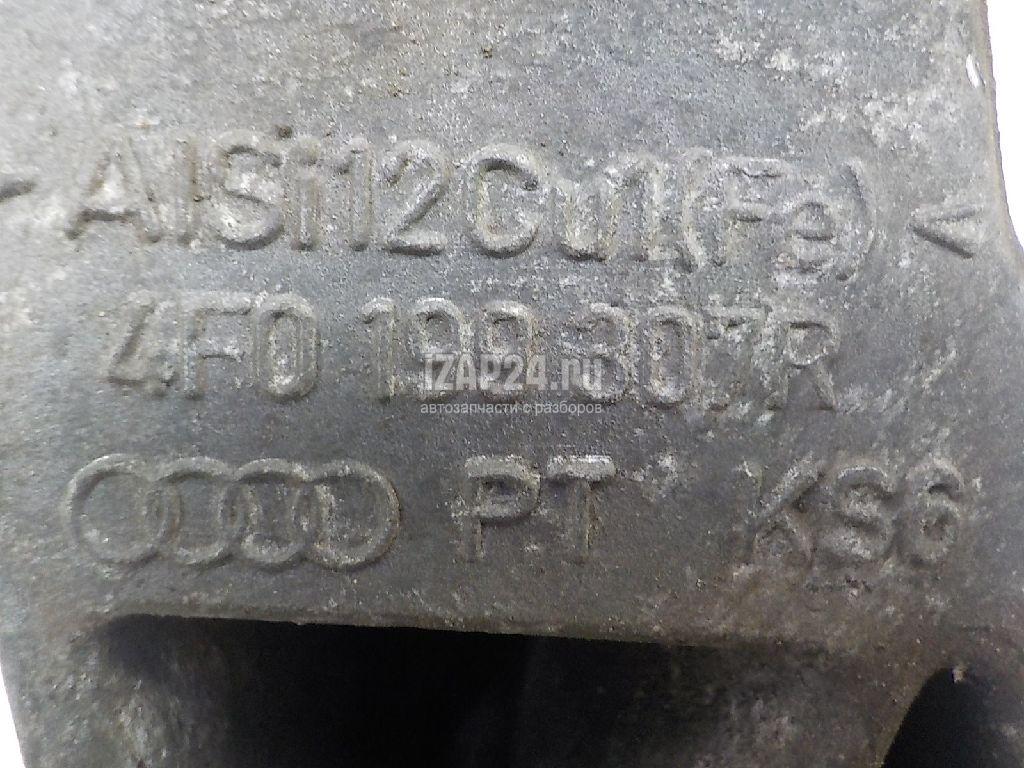 AlSi12Cu1(Fe)<
4F0 199 307R
IZAP24.ru
автозапчасти с разборов
PT KS6